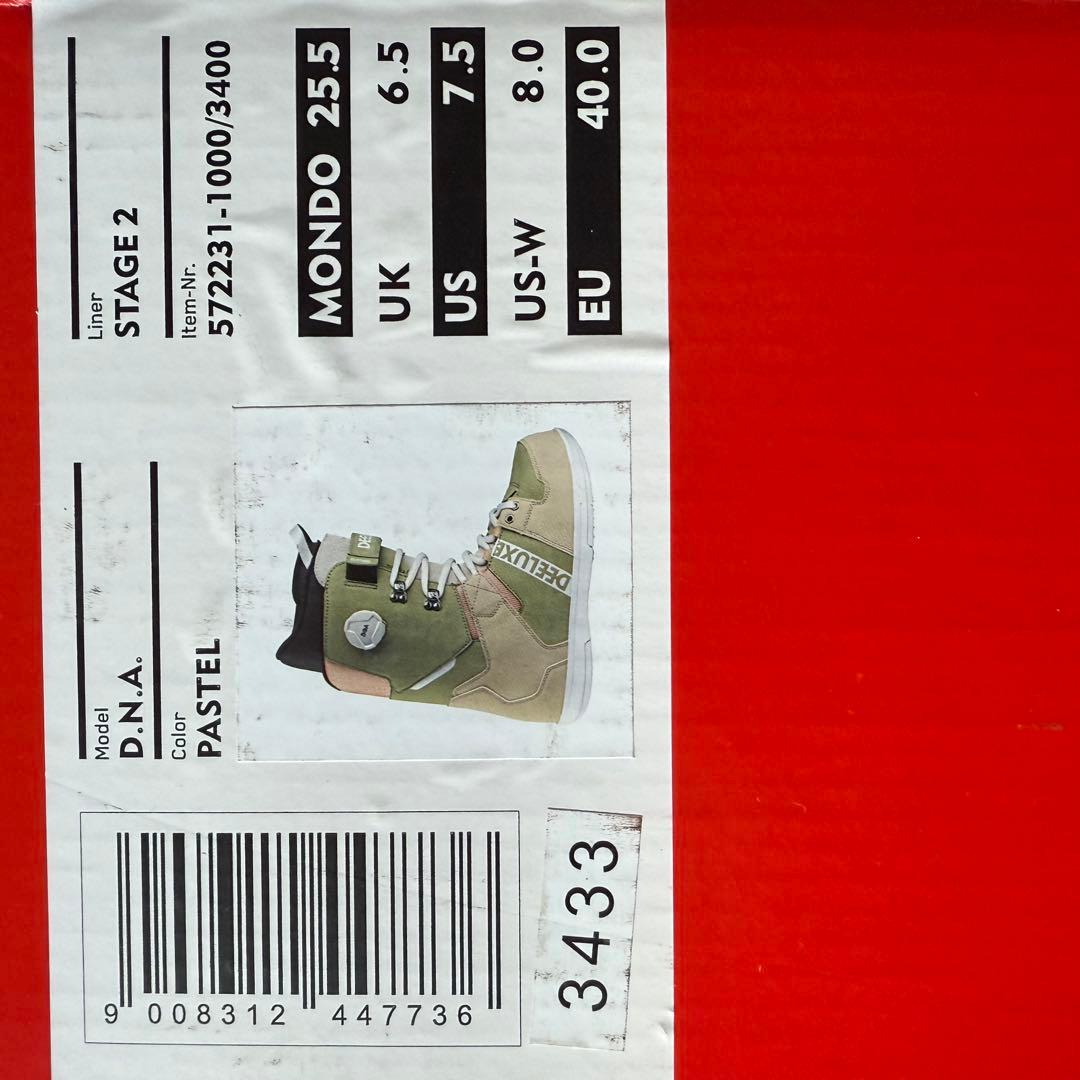 Model
D.N.A.
Color
PASTEL
Liner
STAGE 2
Item-Nr.
572231-1000/3400
MONDO 25.5
UK 6.5
US 7.5
US-W 8.0
EU 40.0
DEELUXE
9 008312 447736
3433